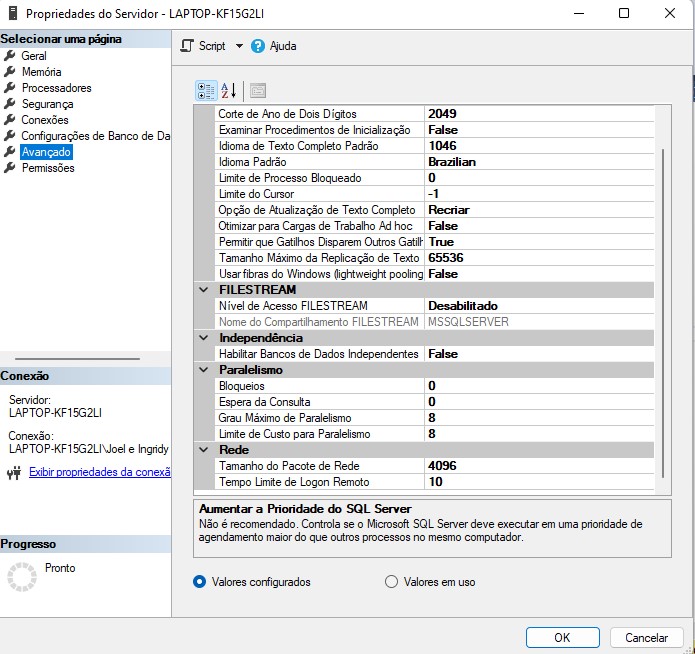 Propriedades do Servidor - LAPTOP-KF15G2LI
Selecionar uma página
Geral
Memória
Processadores
Segurança
Conexões
Configurações de Banco de Da
Avançado
Permissões
Script
Ajuda
Corte de Ano de Dois Dígitos 2049
Examinar Procedimentos de Inicialização False
Idioma de Texto Completo Padrão 1046
Idioma Padrão Brazilian
Limite de Processo Bloqueado 0
Limite do Cursor -1
Opção de Atualização de Texto Completo Recriar
Otimizar para Cargas de Trabalho Ad hoc False
Permitir que Gatilhos Disparem Outros Gatilh True
Tamanho Máximo da Replicação de Texto 65536
Usar fibras do Windows (lightweight pooling False
FILESTREAM
Nível de Acesso FILESTREAM Desabilitado
Nome do Compartilhamento FILESTREAM MSSQLSERVER
Independência
Habilitar Bancos de Dados Independentes False
Paralelismo
Bloqueios 0
Espera da Consulta 0
Grau Máximo de Paralelismo 8
Limite de Custo para Paralelismo 8
Rede
Tamanho do Pacote de Rede 4096
Tempo Limite de Logon Remoto 10
Aumentar a Prioridade do SQL Server
Não é recomendado. Controla se o Microsoft SQL Server deve executar em uma prioridade de
agendamento maior do que outros processos no mesmo computador.
Valores configurados
Valores em uso
Conexão
Servidor:
LAPTOP-KF15G2LI
Conexão:
LAPTOP-KF15G2LI\Joel e Ingridy
Exibir propriedades da conexã
Progresso
Pronto
OK
Cancelar